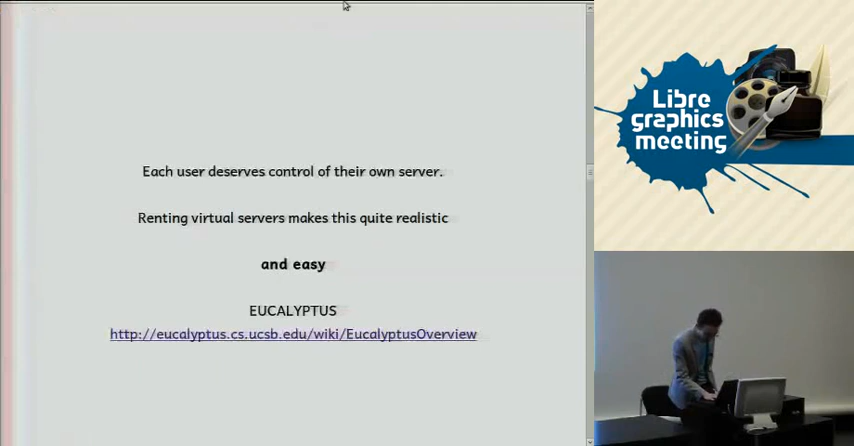 Each user deserves control of their own server.
Renting virtual servers makes this quite realistic
and easy
EUCALYPTUS
http://eucalyptus.cs.ucsb.edu/wiki/EucalyptusOverview
Libre
graphics
meeting